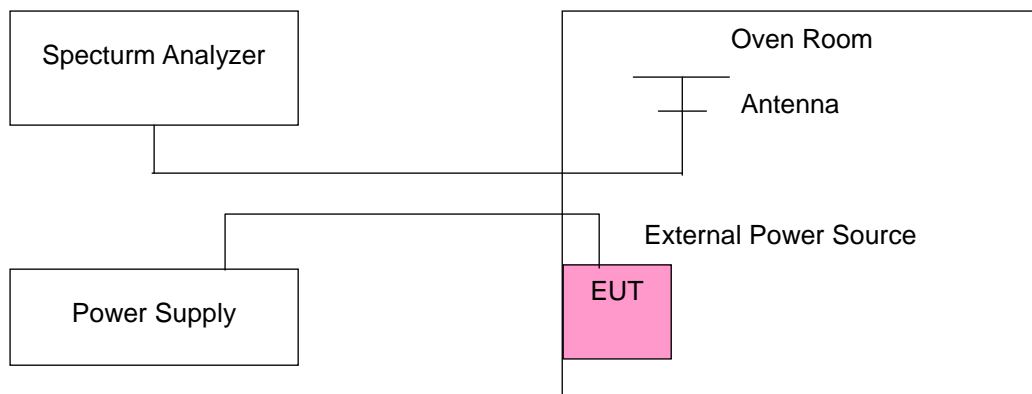 Specturm Analyzer
Oven Room
Antenna
External Power Source
EUT
Power Supply